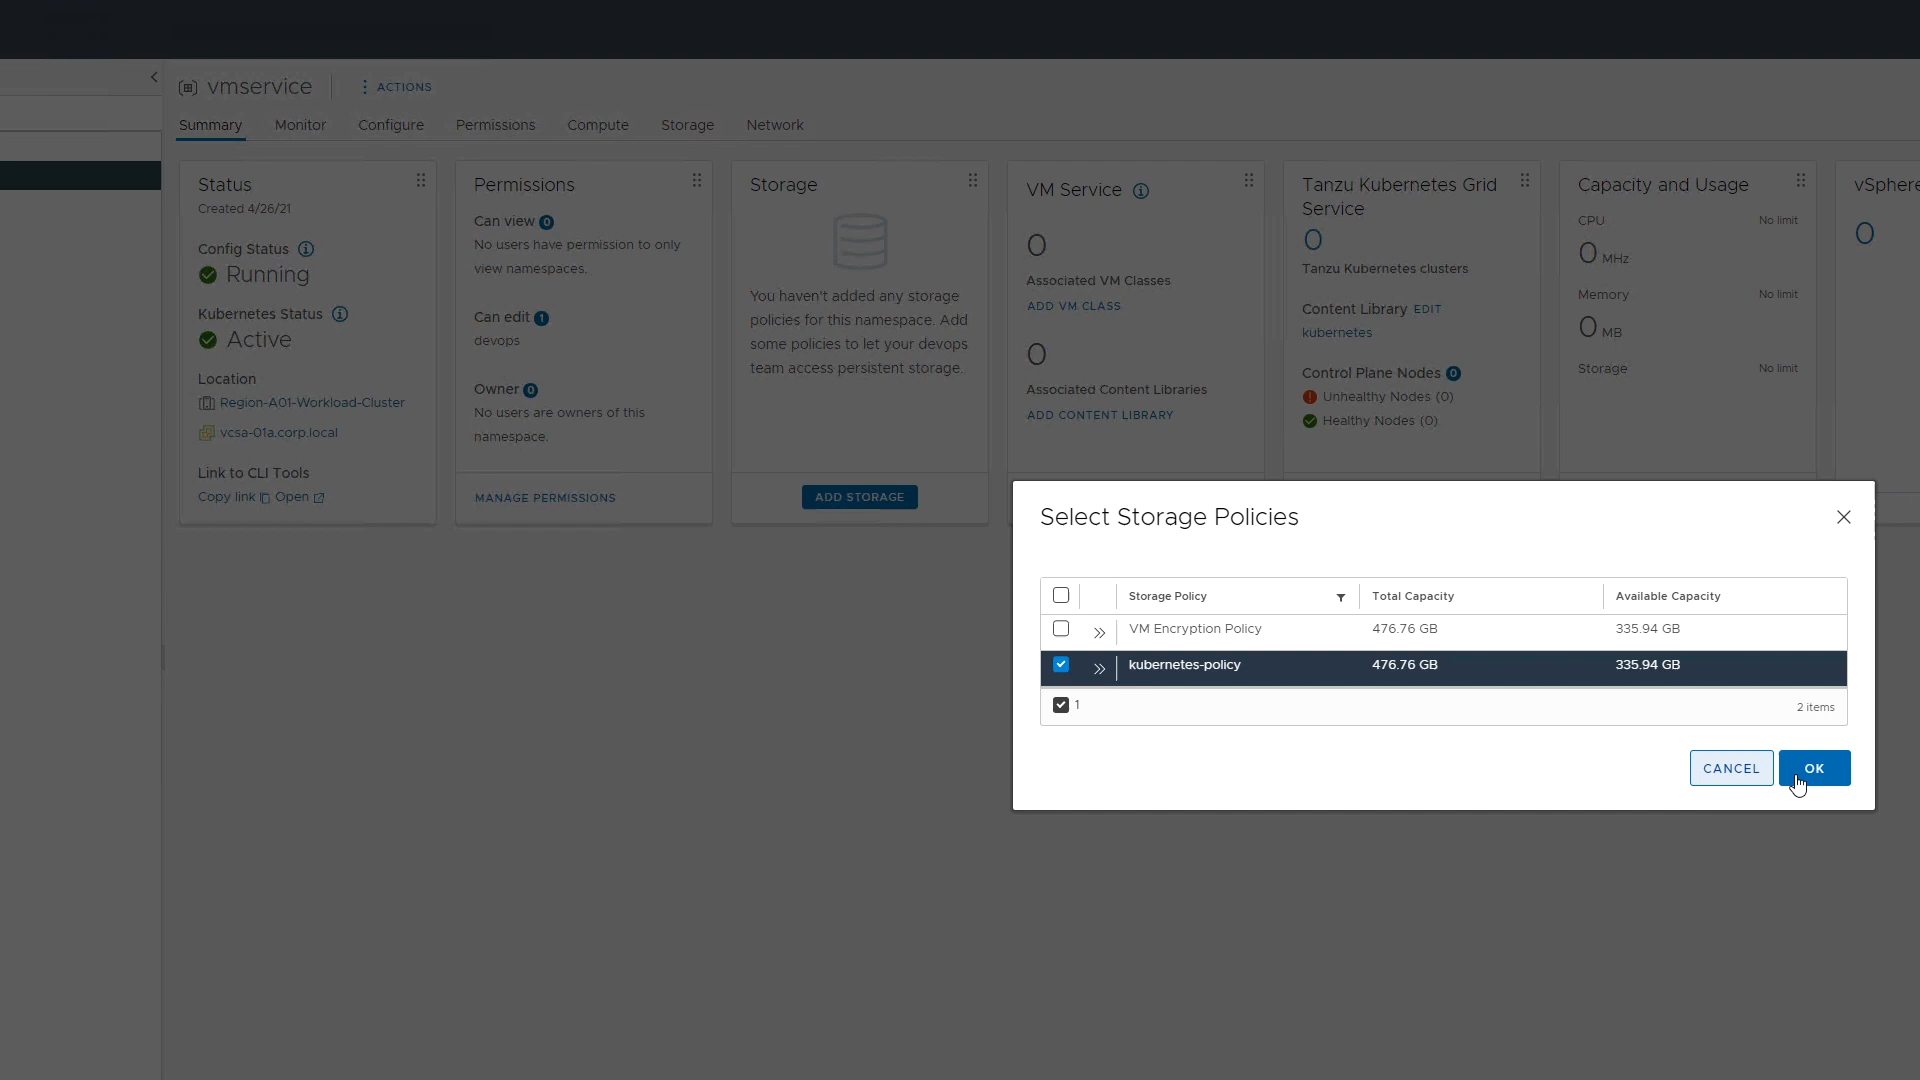 vmservice
ACTIONS
Summary Monitor Configure Permissions Compute Storage Network
Status
Created 4/26/21
Config Status
Running
Kubernetes Status
Active
Location
Region-A01-Workload-Cluster
vcsa-01a.corp.local
Link to CLI Tools
Copy link Open
Permissions
Can view 0
No users have permission to only
view namespaces.
Can edit 1
devops
Owner 0
No users are owners of this
namespace.
MANAGE PERMISSIONS
Storage
You haven't added any storage
policies for this namespace. Add
some policies to let your devops
team access persistent storage.
ADD STORAGE
VM Service
0
Associated VM Classes
ADD VM CLASS
0
Associated Content Libraries
ADD CONTENT LIBRARY
Tanzu Kubernetes Grid
Service
0
Tanzu Kubernetes clusters
Content Library EDIT
kubernetes
Control Plane Nodes 0
Unhealthy Nodes (0)
Healthy Nodes (0)
Capacity and Usage
CPU No limit
0 MHz
Memory No limit
0 MB
Storage No limit
vSphere
0
Select Storage Policies
Storage Policy Total Capacity Available Capacity
VM Encryption Policy 476.76 GB 335.94 GB
kubernetes-policy 476.76 GB 335.94 GB
1 2 items
CANCEL OK